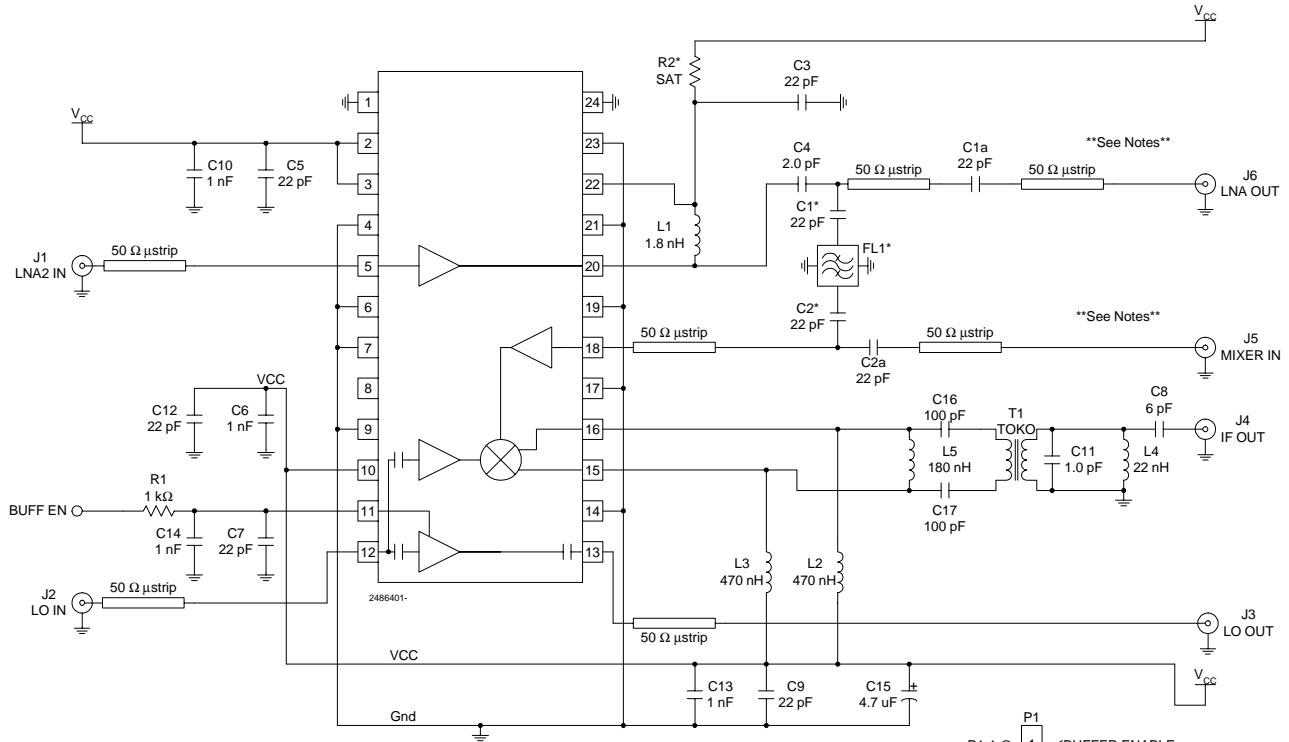 V_CC
R2*
SAT
C3
22 pF
V_CC
C10
1 nF
C5
22 pF
1
2
3
4
5
6
7
8
9
10
11
12
24
23
22
21
20
19
18
17
16
15
14
13
C4
2.0 pF
50 Ω µstrip
C1a
22 pF
50 Ω µstrip
**See Notes**
J6
LNA OUT
C1*
22 pF
L1
1.8 nH
FL1*
J1
LNA2 IN
50 Ω µstrip
C2*
22 pF
50 Ω µstrip
C2a
22 pF
50 Ω µstrip
**See Notes**
J5
MIXER IN
VCC
C12
22 pF
C6
1 nF
C16
100 pF
L5
180 nH
C17
100 pF
T1
TOKO
C11
1.0 pF
L4
22 nH
C8
6 pF
J4
IF OUT
R1
1 kΩ
BUFF EN
C14
1 nF
C7
22 pF
L3
470 nH
L2
470 nH
J2
LO IN
50 Ω µstrip
2486401-
50 Ω µstrip
J3
LO OUT
VCC
C13
1 nF
C9
22 pF
C15
4.7 uF
+
V_CC
Gnd
P1